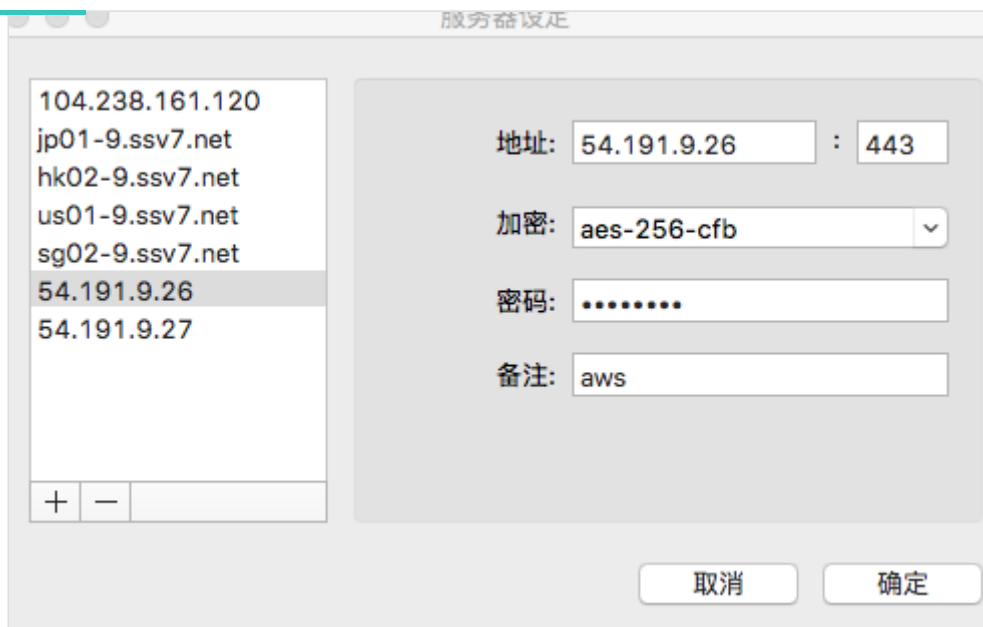 服务器设定
104.238.161.120
jp01-9.ssv7.net
hk02-9.ssv7.net
us01-9.ssv7.net
sg02-9.ssv7.net
54.191.9.26
54.191.9.27
地址: 54.191.9.26 : 443
加密: aes-256-cfb
密码: ••••••••
备注: aws
+ −
取消 确定